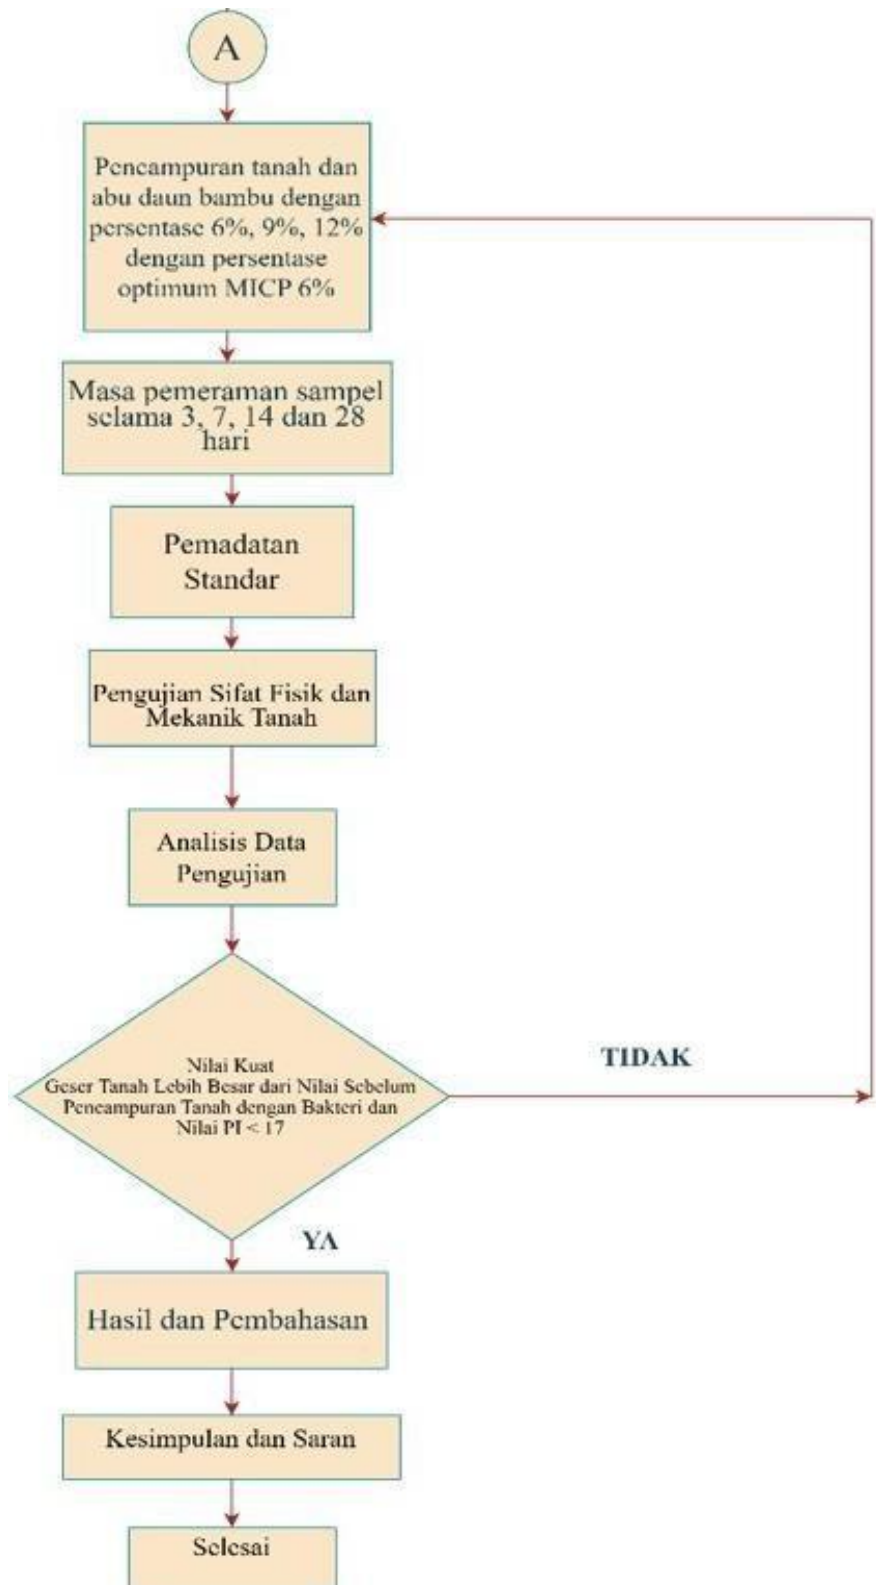 A
Pencampuran tanah dan
abu daun bambu dengan
persentase 6%, 9%, 12%
dengan persentase
optimum MICP 6%
Masa pemeraman sampel
selama 3, 7, 14 dan 28
hari
Pemadatan
Standar
Pengujian Sifat Fisik dan
Mekanik Tanah
Analisis Data
Pengujian
Nilai Kuat
Geser Tanah Lebih Besar dari Nilai Sebelum
Pencampuran Tanah dengan Bakteri dan
Nilai PI < 17
TIDAK
YA
Hasil dan Pembahasan
Kesimpulan dan Saran
Selesai